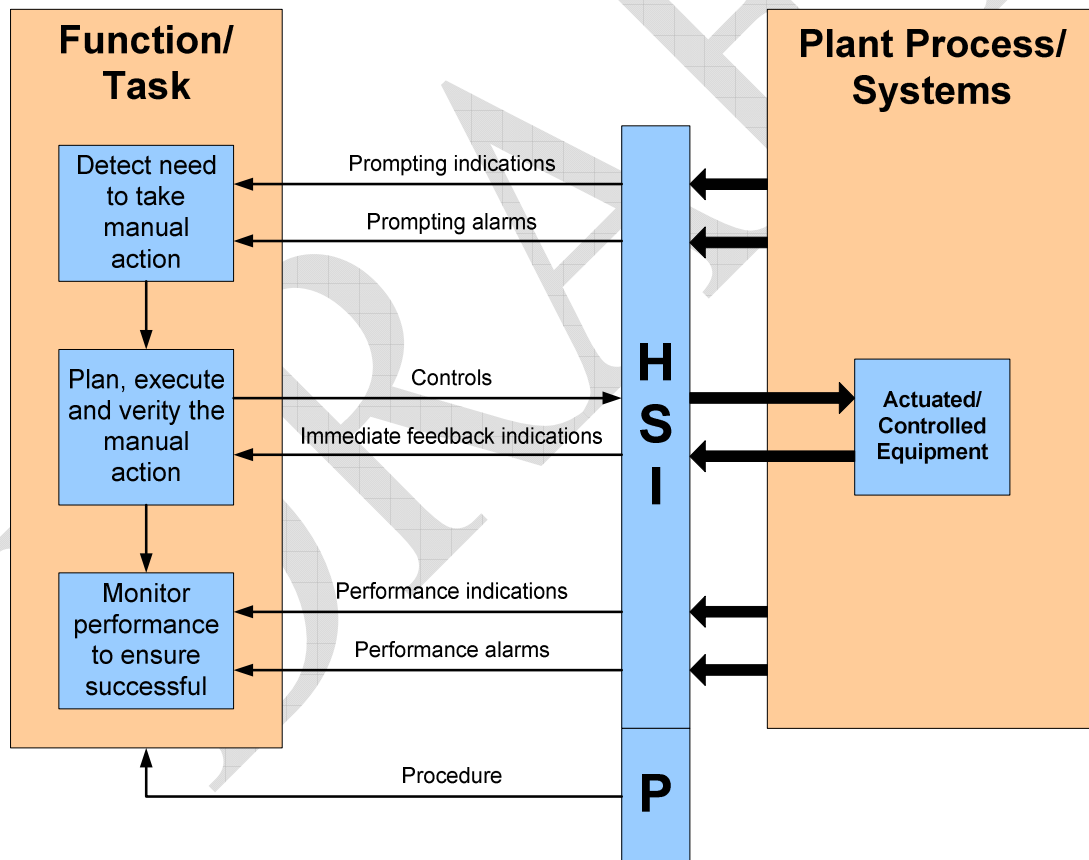 Function/
Task
Plant Process/
Systems
Detect need
to take
manual
action
Prompting indications
Prompting alarms
Plan, execute
and verity the
manual
action
Controls
Immediate feedback indications
H
S
I
Actuated/
Controlled
Equipment
Monitor
performance
to ensure
successful
Performance indications
Performance alarms
Procedure
P
DRAF